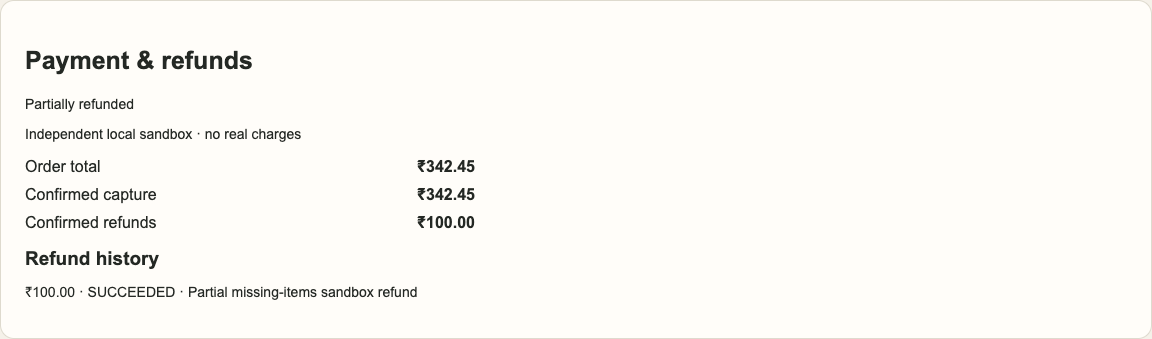 Payment & refunds
Partially refunded
Independent local sandbox · no real charges
Order total ₹342.45
Confirmed capture ₹342.45
Confirmed refunds ₹100.00
Refund history
₹100.00 · SUCCEEDED · Partial missing-items sandbox refund